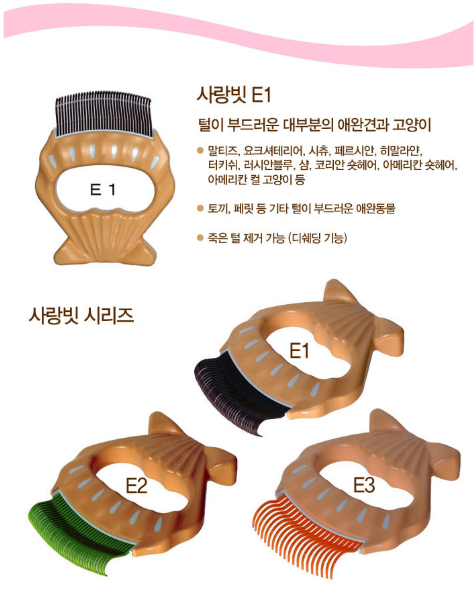 사랑빗 E1
털이 부드러운 대부분의 애완견과 고양이
말티즈, 요크셔테리어, 시츄, 페르시안, 히말라얀,
터키쉬, 러시안블루, 샴, 코리안 숏헤어, 아메리칸 숏헤어,
아메리칸 컬 고양이 등
토끼, 페릿 등 기타 털이 부드러운 애완동물
죽은 털 제거 가능 (디쉐딩 기능)
E 1
사랑빗 시리즈
E1
E2
E3